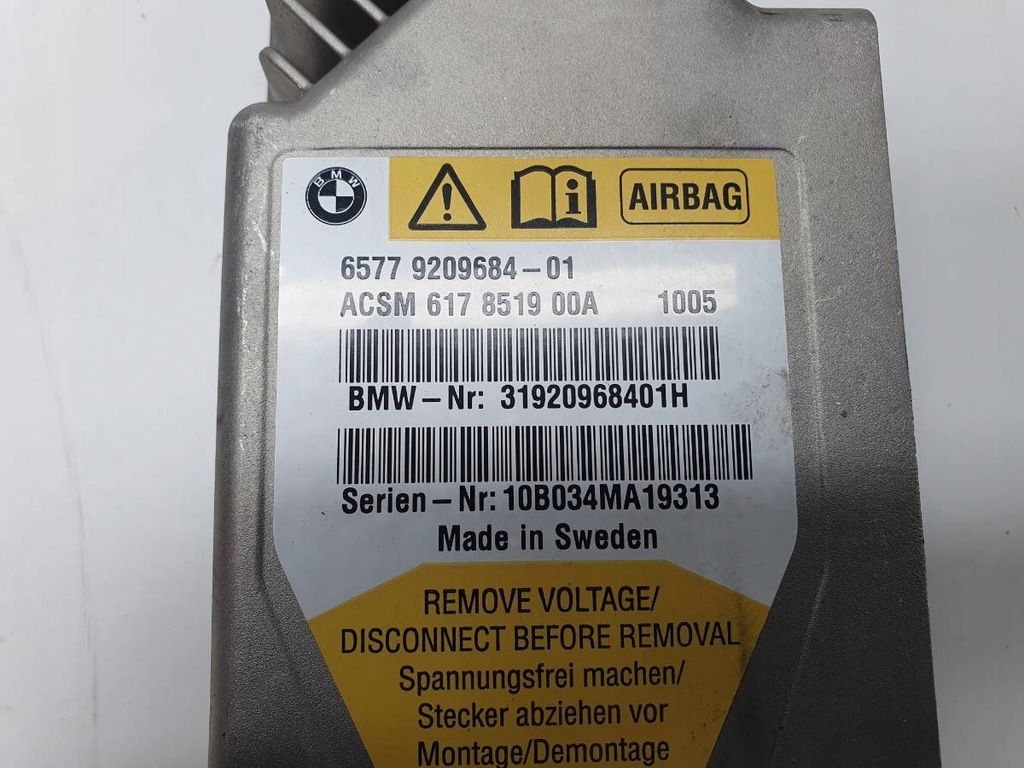 BMW
AIRBAG
6577 9209684-01
ACSM 617 8519 00A 1005
BMW-Nr: 31920968401H
Serien-Nr: 10B034MA19313
Made in Sweden
REMOVE VOLTAGE/
DISCONNECT BEFORE REMOVAL
Spannungsfrei machen/
Stecker abziehen vor
Montage/Demontage